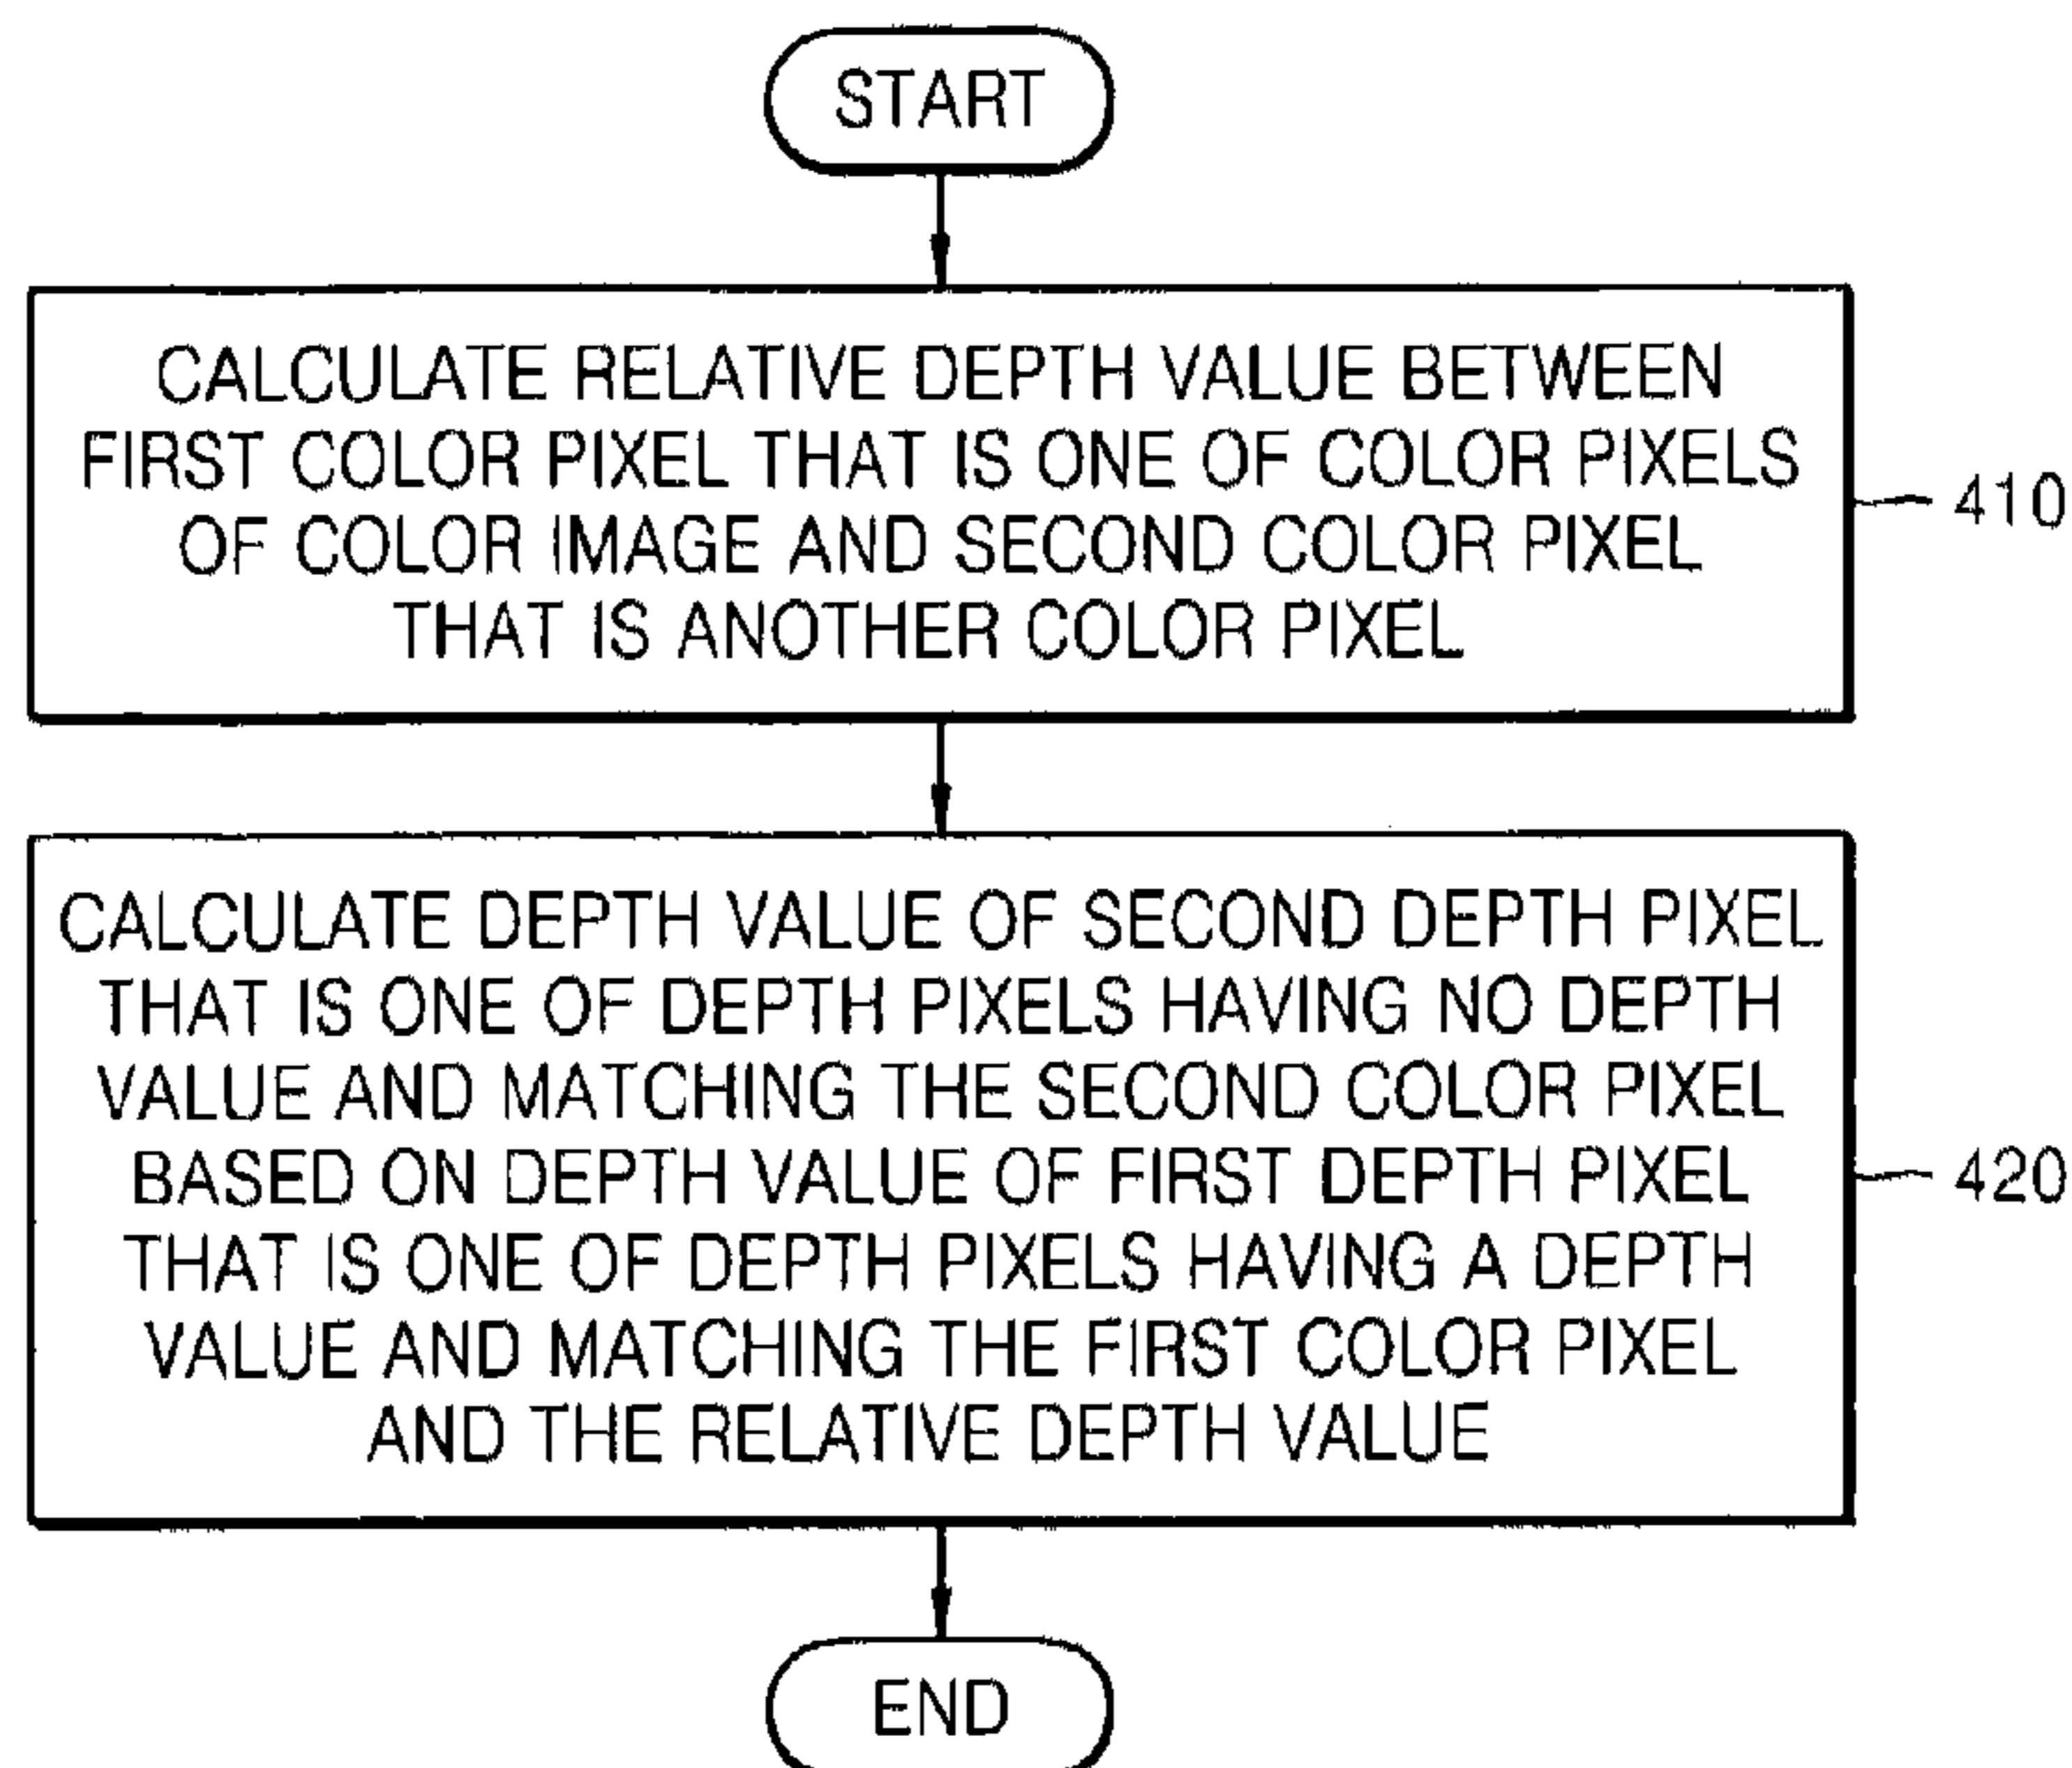 START
CALCULATE RELATIVE DEPTH VALUE BETWEEN
FIRST COLOR PIXEL THAT IS ONE OF COLOR PIXELS
OF COLOR IMAGE AND SECOND COLOR PIXEL
THAT IS ANOTHER COLOR PIXEL
410
CALCULATE DEPTH VALUE OF SECOND DEPTH PIXEL
THAT IS ONE OF DEPTH PIXELS HAVING NO DEPTH
VALUE AND MATCHING THE SECOND COLOR PIXEL
BASED ON DEPTH VALUE OF FIRST DEPTH PIXEL
THAT IS ONE OF DEPTH PIXELS HAVING A DEPTH
VALUE AND MATCHING THE FIRST COLOR PIXEL
AND THE RELATIVE DEPTH VALUE
420
END